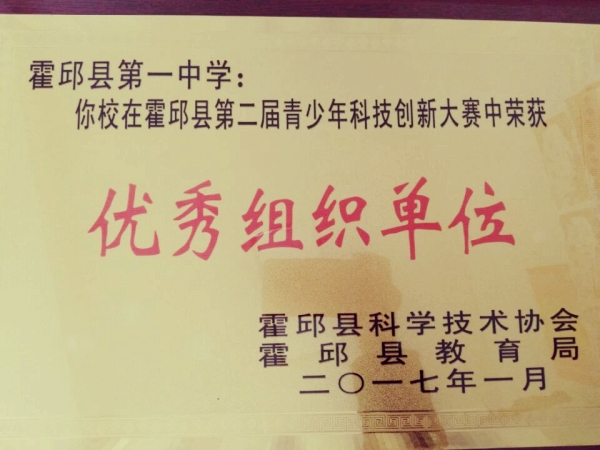 霍邱县第一中学：
你校在霍邱县第二届青少年科技创新大赛中荣获
优秀组织单位
霍邱县科学技术协会
霍邱县教育局
二〇一七年一月